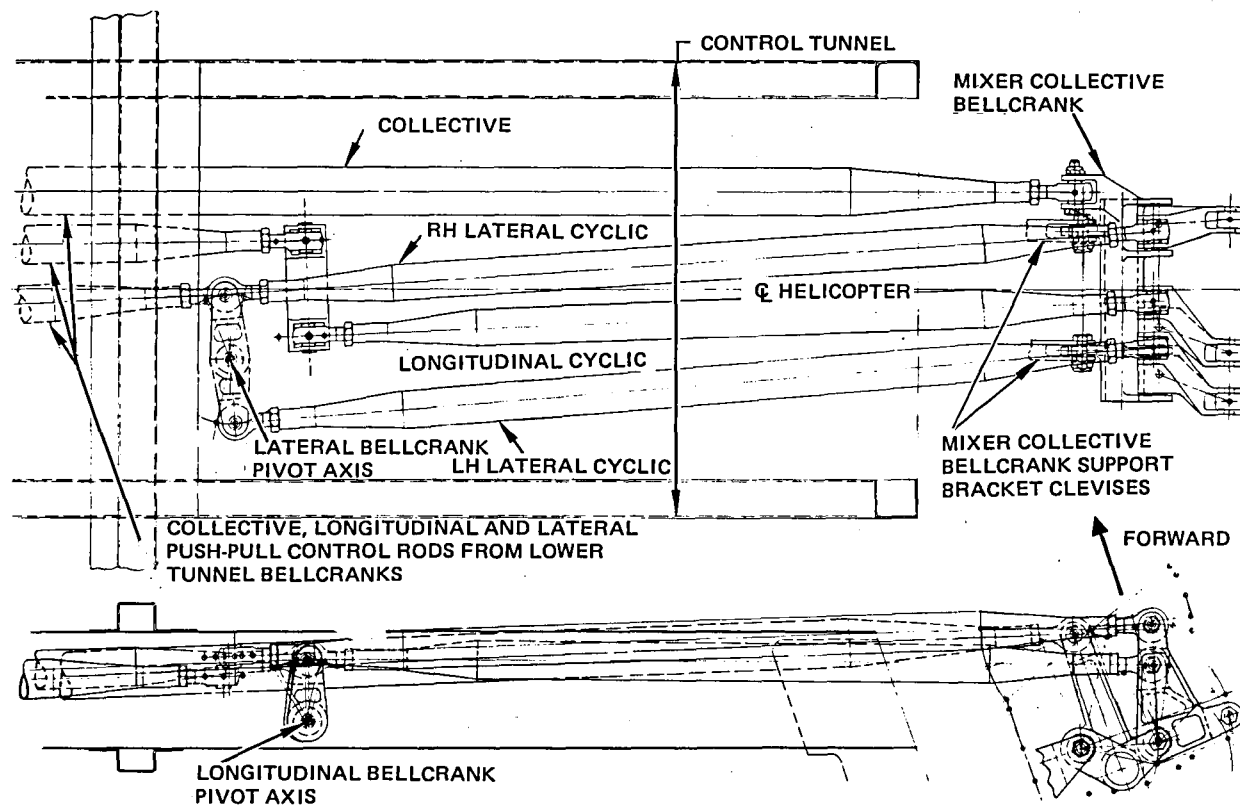 CONTROL TUNNEL
MIXER COLLECTIVE
BELLCRANK
COLLECTIVE
RH LATERAL CYCLIC
℄ HELICOPTER
LONGITUDINAL CYCLIC
LATERAL BELLCRANK
PIVOT AXIS
LH LATERAL CYCLIC
MIXER COLLECTIVE
BELLCRANK SUPPORT
BRACKET CLEVISES
COLLECTIVE, LONGITUDINAL AND LATERAL
PUSH-PULL CONTROL RODS FROM LOWER
TUNNEL BELLCRANKS
FORWARD
LONGITUDINAL BELLCRANK
PIVOT AXIS